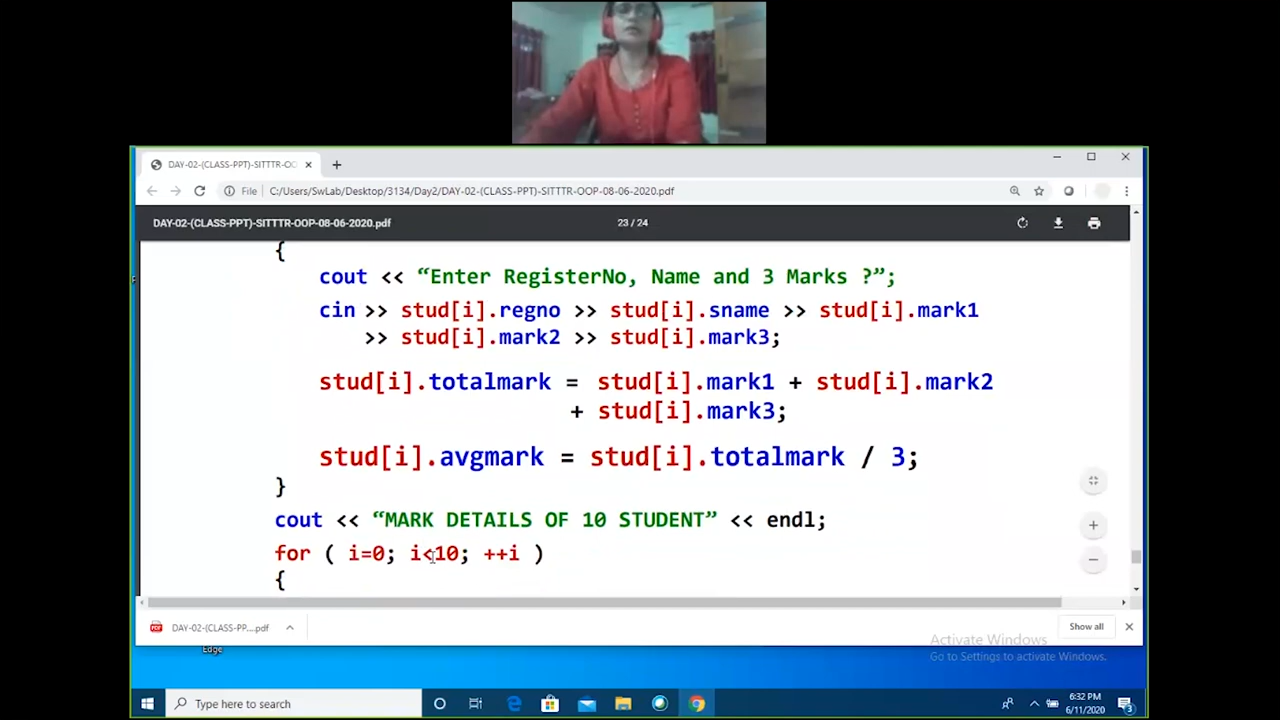 DAY-02-(CLASS-PPT)-SITTTR-OO
File C:/Users/SwLab/Desktop/3134/Day2/DAY-02-(CLASS-PPT)-SITTTR-OOP-08-06-2020.pdf
DAY-02-(CLASS-PPT)-SITTTR-OOP-08-06-2020.pdf 23 / 24
{
cout << “Enter RegisterNo, Name and 3 Marks ?”;
cin >> stud[i].regno >> stud[i].sname >> stud[i].mark1
>> stud[i].mark2 >> stud[i].mark3;
stud[i].totalmark = stud[i].mark1 + stud[i].mark2
+ stud[i].mark3;
stud[i].avgmark = stud[i].totalmark / 3;
}
cout << “MARK DETAILS OF 10 STUDENT” << endl;
for ( i=0; i<10; ++i )
{
DAY-02-(CLASS-PP....pdf Show all
Activate Windows
Go to Settings to activate Windows.
Edge
Type here to search
6:32 PM
6/11/2020
3